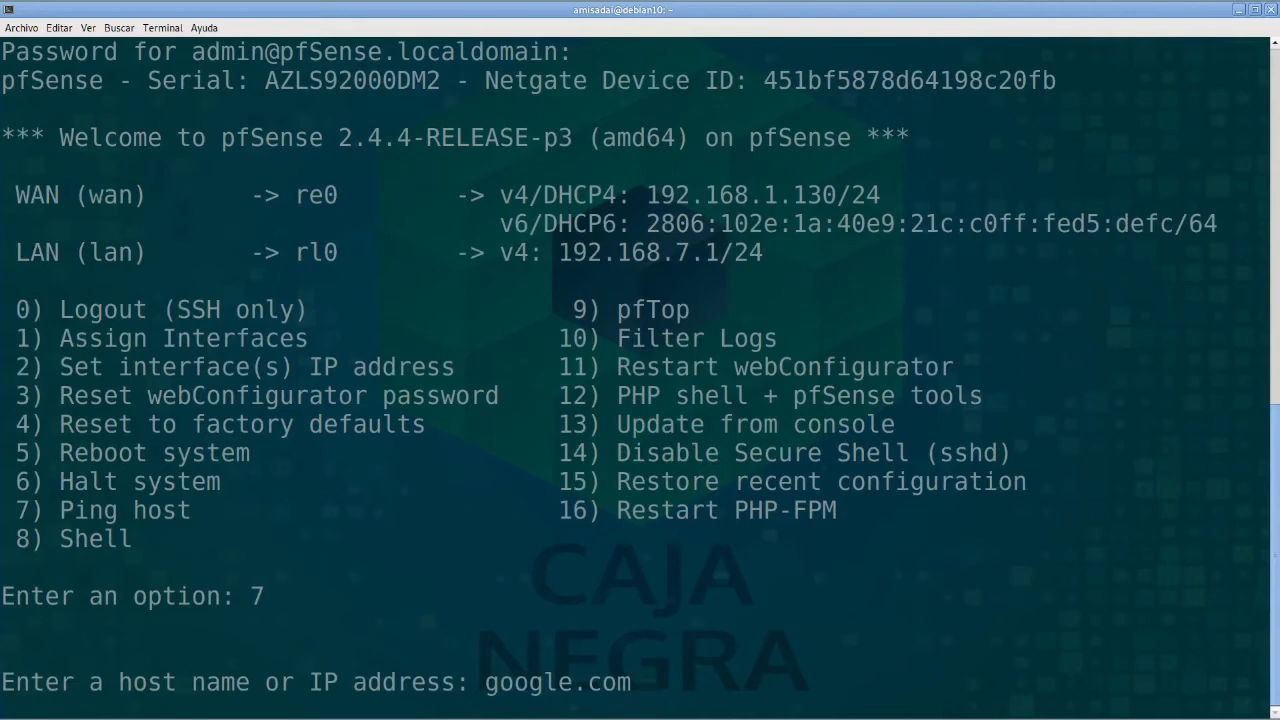 amisadai@debian10: ~
Archivo Editar Ver Buscar Terminal Ayuda
Password for admin@pfSense.localdomain:
pfSense - Serial: AZLS92000DM2 - Netgate Device ID: 451bf5878d64198c20fb
*** Welcome to pfSense 2.4.4-RELEASE-p3 (amd64) on pfSense ***
WAN (wan) -> re0 -> v4/DHCP4: 192.168.1.130/24
v6/DHCP6: 2806:102e:1a:40e9:21c:c0ff:fed5:defc/64
LAN (lan) -> rl0 -> v4: 192.168.7.1/24
0) Logout (SSH only) 9) pfTop
1) Assign Interfaces 10) Filter Logs
2) Set interface(s) IP address 11) Restart webConfigurator
3) Reset webConfigurator password 12) PHP shell + pfSense tools
4) Reset to factory defaults 13) Update from console
5) Reboot system 14) Disable Secure Shell (sshd)
6) Halt system 15) Restore recent configuration
7) Ping host 16) Restart PHP-FPM
8) Shell
Enter an option: 7
Enter a host name or IP address: google.com
CAJA
NEGRA